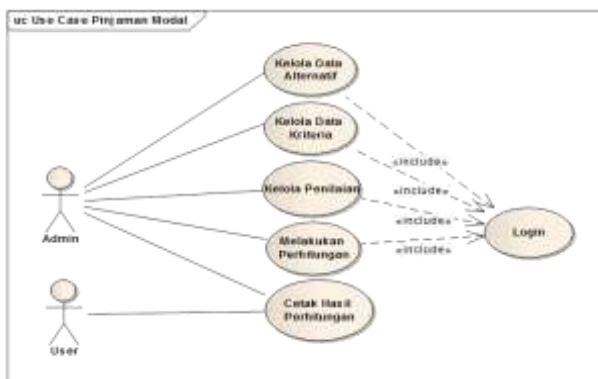 uc Use Case Pinjaman Modal
Kelola Data
Alternatif
Kelola Data
Kriteria
«include»
«include»
Kelola Penilaian
«include»
Login
Admin
Melakukan
Perhitungan
«include»
Cetak Hasil
Perhitungan
User